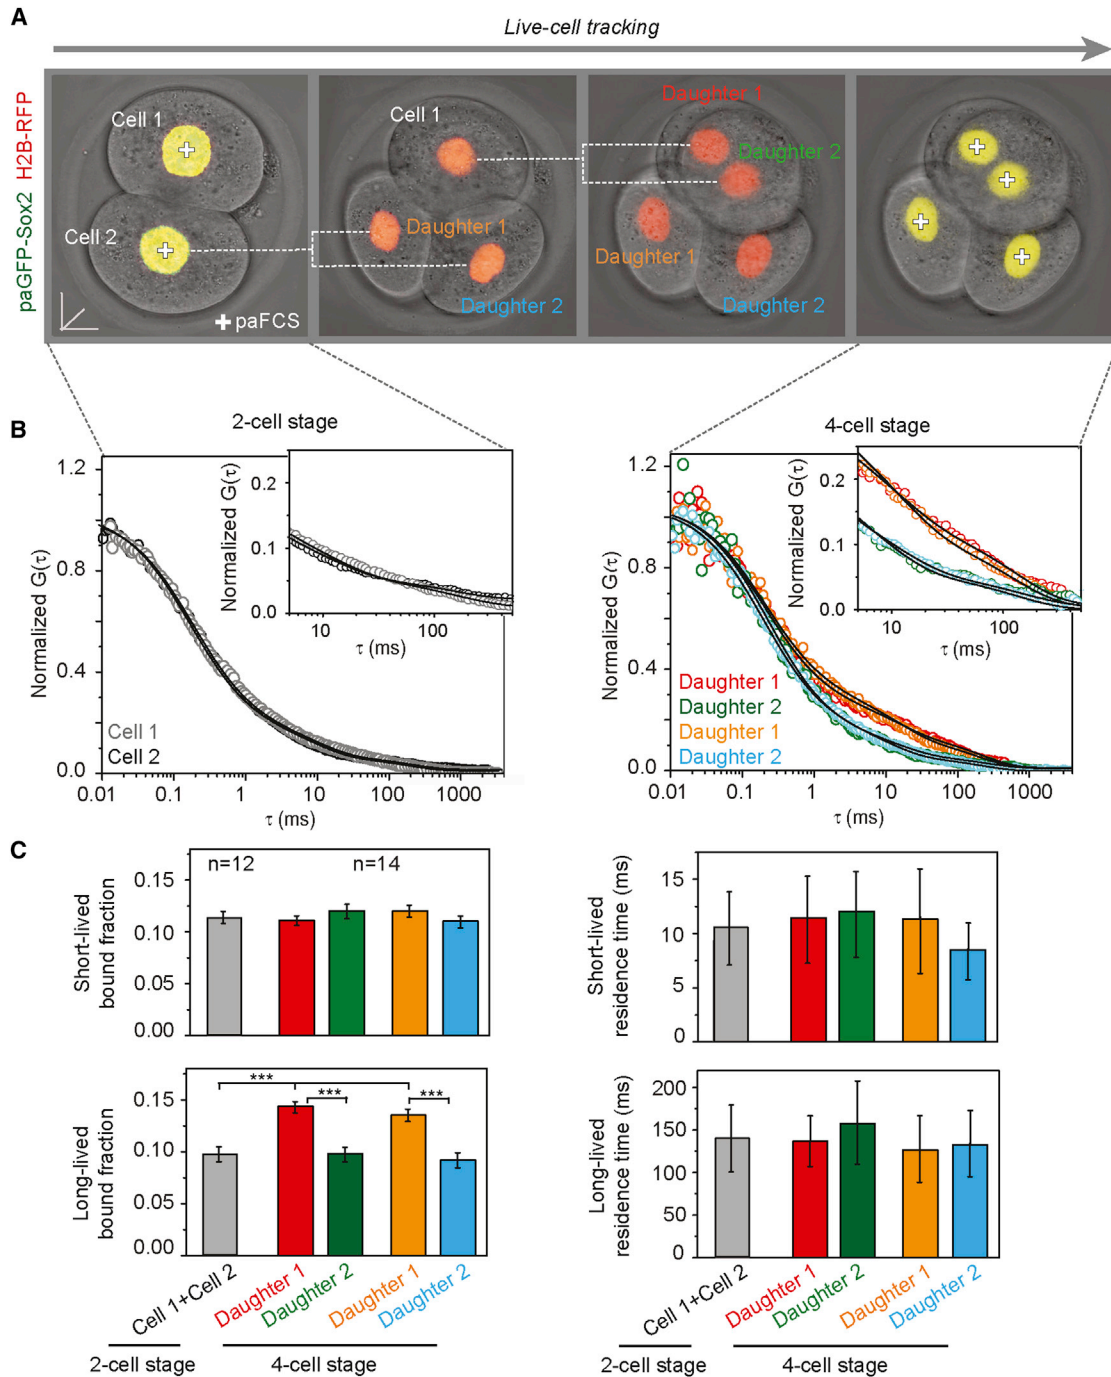 A
Live-cell tracking
paGFP-Sox2 H2B-RFP
Cell 1
Cell 2
paFCS
Cell 1
Daughter 1
Daughter 2
Daughter 1
Daughter 2
Daughter 1
Daughter 2
B
2-cell stage
Normalized G(τ)
1.2
0.8
0.4
0.0
0.01 0.1 1 10 100 1000
τ (ms)
Cell 1
Cell 2
Normalized G(τ)
0.2
0.1
0.0
10 100
τ (ms)
4-cell stage
Normalized G(τ)
1.2
0.8
0.4
0.0
0.01 0.1 1 10 100 1000
τ (ms)
Daughter 1
Daughter 2
Daughter 1
Daughter 2
Normalized G(τ)
0.2
0.1
0.0
10 100
τ (ms)
C
Short-lived
bound fraction
0.15
0.10
0.05
0.00
n=12 n=14
Short-lived
residence time (ms)
15
10
5
0
Long-lived
bound fraction
0.15
0.10
0.05
0.00
***
***
***
Cell 1+Cell 2
Daughter 1
Daughter 2
Daughter 1
Daughter 2
2-cell stage
4-cell stage
Long-lived
residence time (ms)
200
150
100
50
0
Cell 1+Cell 2
Daughter 1
Daughter 2
Daughter 1
Daughter 2
2-cell stage
4-cell stage